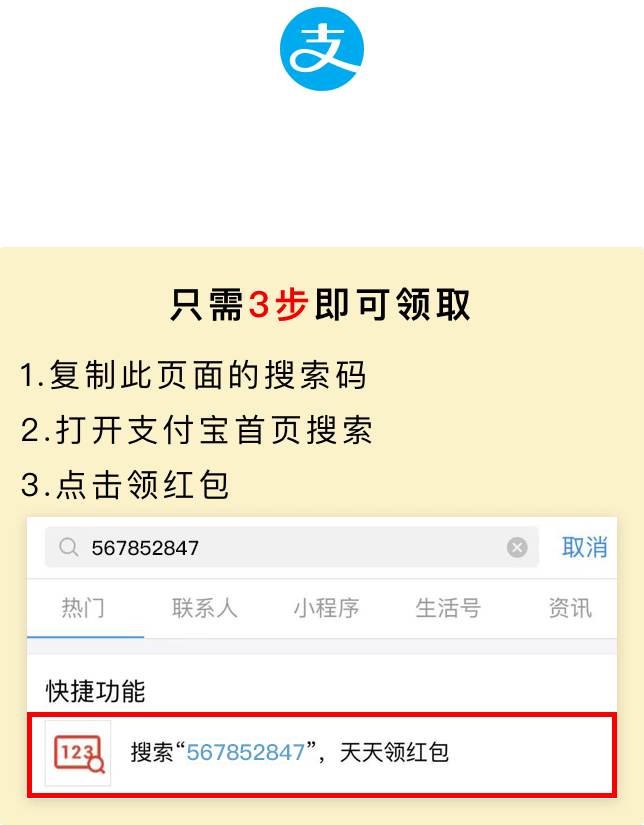 支
只需3步即可领取
1.复制此页面的搜索码
2.打开支付宝首页搜索
3.点击领红包
567852847 取消
热门 联系人 小程序 生活号 资讯
快捷功能
123 搜索“567852847”，天天领红包